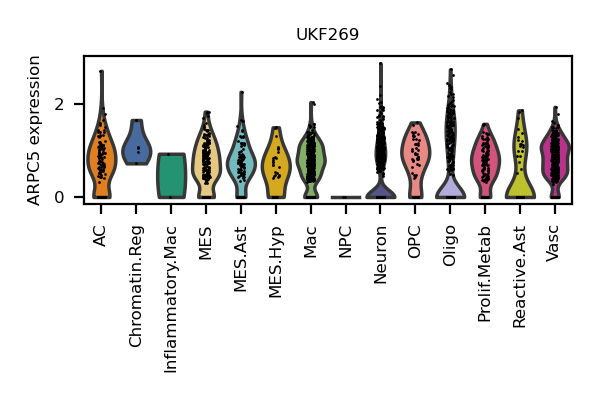 UKF269
ARPC5 expression
2
0
AC
Chromatin.Reg
Inflammatory.Mac
MES
MES.Ast
MES.Hyp
Mac
NPC
Neuron
OPC
Oligo
Prolif.Metab
Reactive.Ast
Vasc